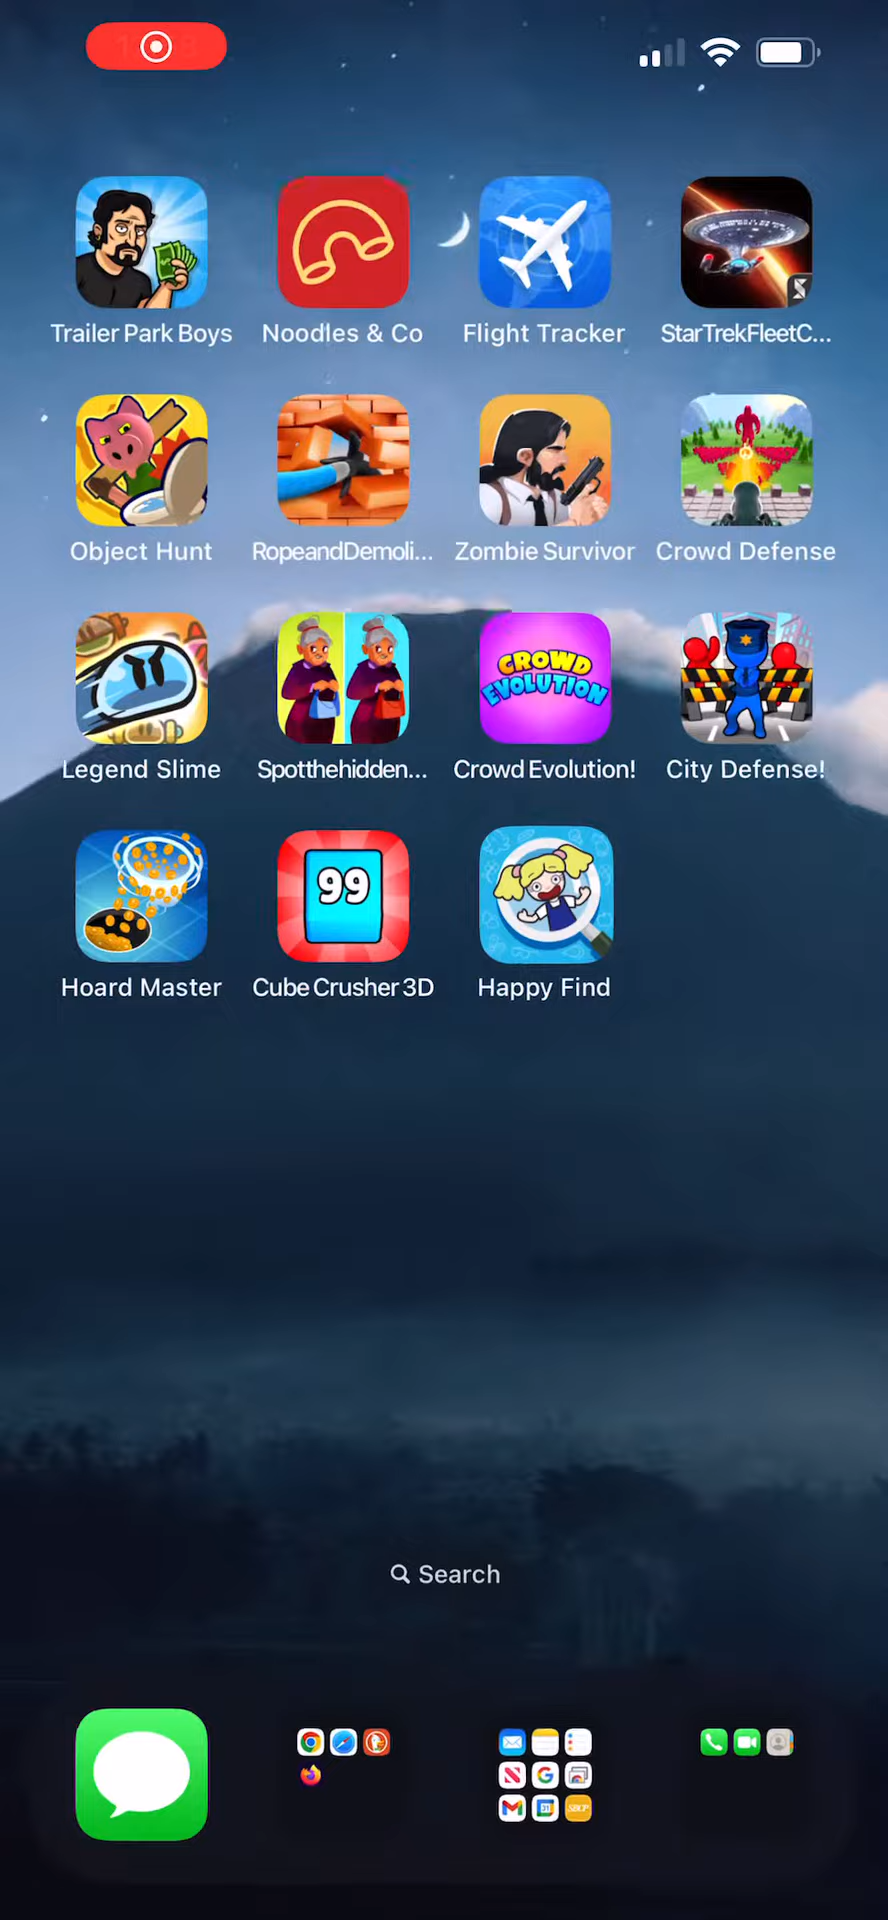 Trailer Park Boys
Noodles & Co
Flight Tracker
StarTrekFleetC...
Object Hunt
RopeandDemoli...
Zombie Survivor
Crowd Defense
CROWD
EVOLUTION
Legend Slime
Spotthehidden...
Crowd Evolution!
City Defense!
99
Hoard Master
Cube Crusher 3D
Happy Find
Search